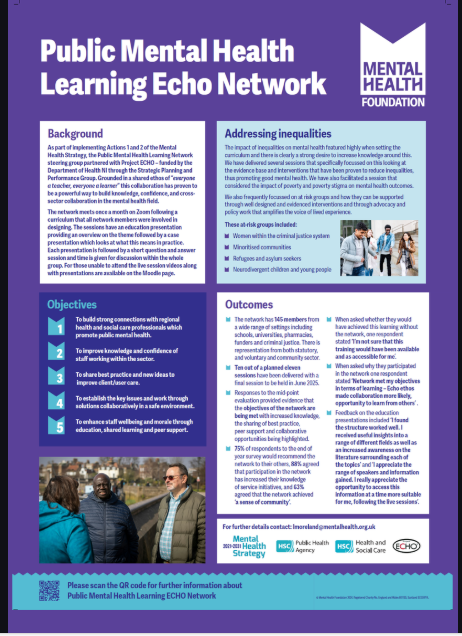 Public Mental Health
Learning Echo Network
MENTAL
HEALTH
FOUNDATION
Background
As part of implementing Actions 1 and 2 of the Mental
Health Strategy, the Public Mental Health Learning Network
steering group partnered with Project ECHO – funded by the
Department of Health NI through the Strategic Planning and
Performance Group. Grounded in a shared ethos of "everyone
a teacher, everyone a learner" this collaboration has proven to
be a powerful way to build knowledge, confidence, and cross-
sector collaboration in the mental health field.
The network meets once a month on Zoom following a
curriculum that all network members were involved in
designing. The sessions have an education presentation
providing an overview on the theme followed by a case
presentation which looks at what this means in practice.
Each presentation is followed by a short question and answer
session and time is given for discussion within the whole
group. For those unable to attend the live session videos along
with presentations are available on the Moodle page.
Addressing inequalities
The impact of inequalities on mental health featured highly when setting the
curriculum and there is clearly a strong desire to increase knowledge around this.
We have delivered several sessions that specifically focussed on this looking at
the evidence base and interventions that have been proven to reduce inequalities,
thus promoting good mental health. We have also facilitated a session that
considered the impact of poverty and poverty stigma on mental health outcomes.
We also frequently focussed on at risk groups and how they can be supported
through well designed and evidenced interventions and through advocacy and
policy work that amplifies the voice of lived experience.
These at-risk groups included:
Women within the criminal justice system
Minoritised communities
Refugees and asylum seekers
Neurodivergent children and young people
Objectives
1
To build strong connections with regional
health and social care professionals which
promote public mental health.
2
To improve knowledge and confidence of
staff working within the sector.
3
To share best practice and new ideas to
improve client/user care.
4
To establish the key issues and work through
solutions collaboratively in a safe environment.
5
To enhance staff wellbeing and morale through
education, shared learning and peer support.
Outcomes
The network has 145 members from
a wide range of settings including
schools, universities, pharmacies,
funders and criminal justice. There is
representation from both statutory,
and voluntary and community sector.
Ten out of a planned eleven
sessions have been delivered with a
final session to be held in June 2025.
Responses to the mid-point
evaluation provided evidence that
the objectives of the network are
being met with increased knowledge,
the sharing of best practice,
peer support and collaborative
opportunities being highlighted.
75% of respondents to the end of
year survey would recommend the
network to their others, 88% agreed
that participating in the network
has increased their knowledge
of service initiatives, and 63%
agreed that the network achieved
'a sense of community'.
When asked whether they would
have achieved this learning without
the network, one respondent
stated 'I'm not sure that this
training would have been available
and as accessible for me'.
When asked why they participated
in the network one respondent
stated 'Network met my objectives
in terms of learning – Echo ethos
made collaboration more likely,
opportunity to learn from others'.
Feedback on the education
presentations included 'I found
the structure worked well. I
received useful insights into a
range of different fields as well as
an increased awareness on the
literature surrounding each of
the topics' and 'I appreciate the
range of speakers and information
gained. I really appreciate the
opportunity to access this
information at a time more suitable
for me, following the live sessions'.
For further details contact: lmoreland@mentalhealth.org.uk
Mental
2021-2031 Health
Strategy
HSC Public Health
Agency
HSC Health and
Social Care
ECHO
Please scan the QR code for further information about
Public Mental Health Learning ECHO Network